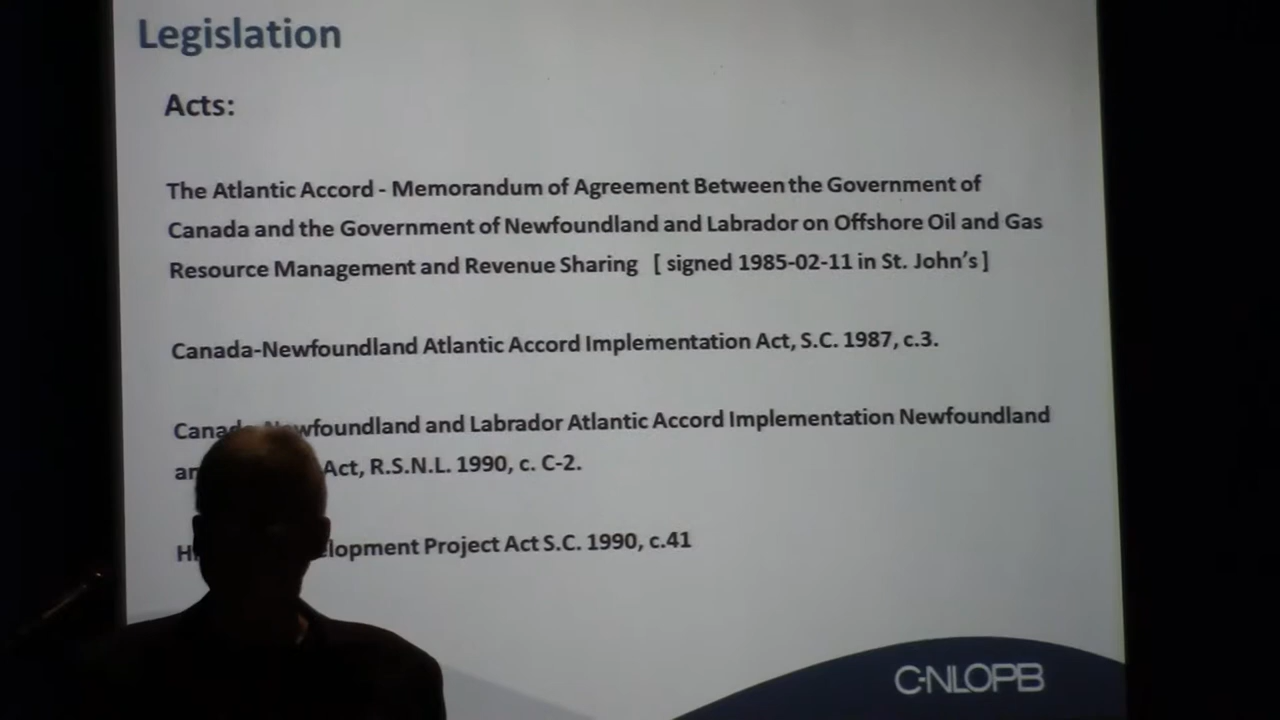 Legislation
Acts:
The Atlantic Accord - Memorandum of Agreement Between the Government of
Canada and the Government of Newfoundland and Labrador on Offshore Oil and Gas
Resource Management and Revenue Sharing [ signed 1985-02-11 in St. John's ]
Canada-Newfoundland Atlantic Accord Implementation Act, S.C. 1987, c.3.
and Labrador Atlantic Accord Implementation Newfoundland
Act, R.S.N.L. 1990, c. C-2.
Project Act S.C. 1990, c.41
C-NLOPB